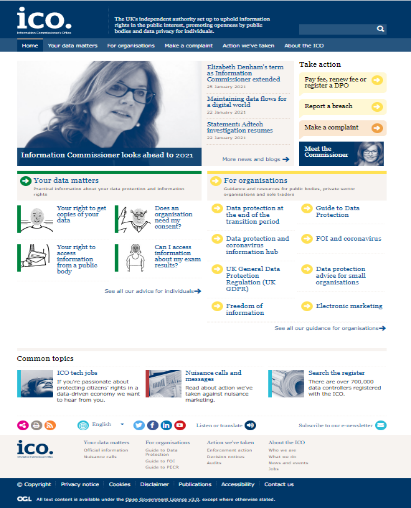 ico.
Information Commissioner's Office
The UK's independent authority set up to uphold information
rights in the public interest, promoting openness by public
bodies and data privacy for individuals.
Home
Your data matters
For organisations
Make a complaint
Action we've taken
About the ICO
Information Commissioner looks ahead to 2021
Elizabeth Denham's term
as Information
Commissioner extended
28 January 2021
Maintaining data flows for
a digital world
22 January 2021
Statement: Adtech
investigation resumes
22 January 2021
More news and blogs
Take action
Pay fee, renew fee or
register a DPO
Report a breach
Make a complaint
Meet the
Commissioner
Your data matters
Practical information about your data protection and information
rights
Your right to get
copies of your
data
Does an
organisation
need my
consent?
Your right to
access
information
from a public
body
Can I access
information
about my exam
results?
See all our advice for individuals
For organisations
Guidance and resources for public bodies, private sector
organisations and sole traders
Data protection at
the end of the
transition period
Guide to Data
Protection
Data protection and
coronavirus
information hub
FOI and coronavirus
UK General Data
Protection
Regulation (UK
GDPR)
Data protection
advice for small
organisations
Freedom of
information
Electronic marketing
See all our guidance for organisations
Common topics
ICO tech jobs
If you're passionate about
protecting citizens' rights in a
data-driven economy we want
to hear from you.
Nuisance calls and
messages
Read about action we've
taken against nuisance
marketing.
Search the register
There are over 700,000
data controllers registered
with the ICO.
English
Listen or translate
Subscribe to our e-newsletter
ico.
Information Commissioner's Office
Your data matters
Official information
Nuisance calls
For organisations
Guide to Data
Protection
Guide to FOI
Guide to PECR
Action we've taken
Enforcement action
Decision notices
Audits
About the ICO
Who we are
What we do
News and events
Jobs
© Copyright
Privacy notice
Cookies
Disclaimer
Publications
Accessibility
Contact us
OGL
All text content is available under the Open Government Licence v3.0, except where otherwise stated.